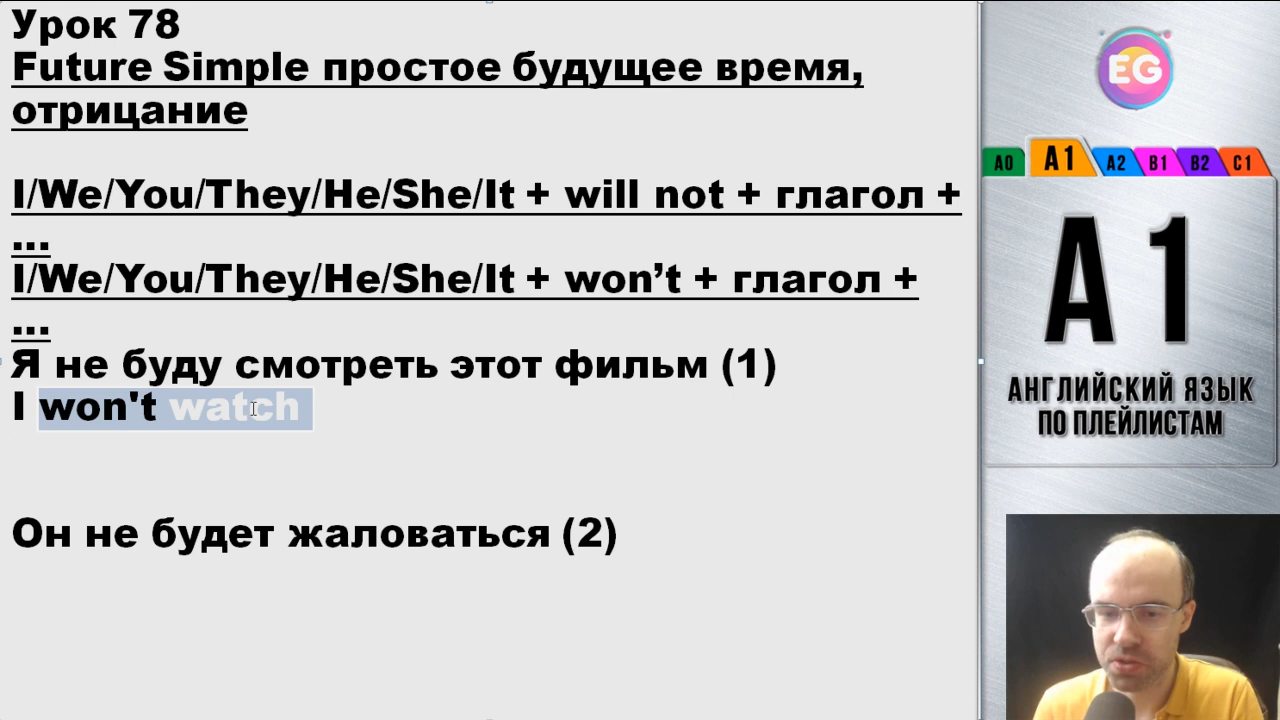 Урок 78
Future Simple простое будущее время,
отрицание
I/We/You/They/He/She/It + will not + глагол +
...
I/We/You/They/He/She/It + won’t + глагол +
...
Я не буду смотреть этот фильм (1)
I won't watch
Он не будет жаловаться (2)
EG
A0 A1 A2 B1 B2 C1
A1
АНГЛИЙСКИЙ ЯЗЫК
ПО ПЛЕЙЛИСТАМ